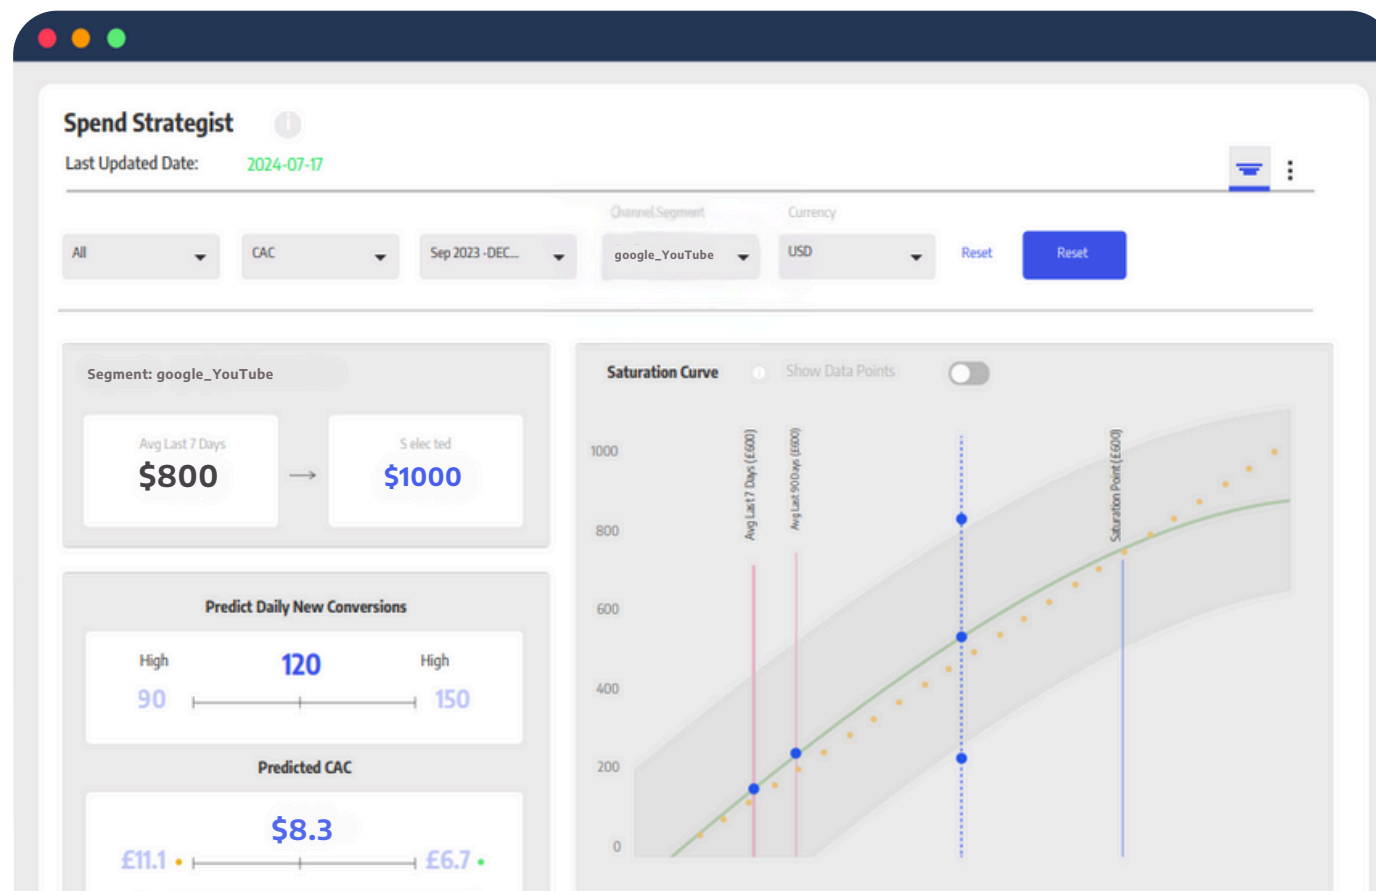 Spend Strategist i
Last Updated Date: 2024-07-17
Channel Segment Currency
All CAC Sep 2023 -DEC... google_YouTube USD Reset Reset
Segment: google_YouTube
Avg Last 7 Days
$800
S elec ted
$1000
Predict Daily New Conversions
High 120 High
90 150
Predicted CAC
$8.3
£11.1 £6.7
Saturation Curve Show Data Points
Avg Last 7 Days (£600)
Avg Last 90 Days (£600)
Saturation Point (£600)
1000
800
600
400
200
0